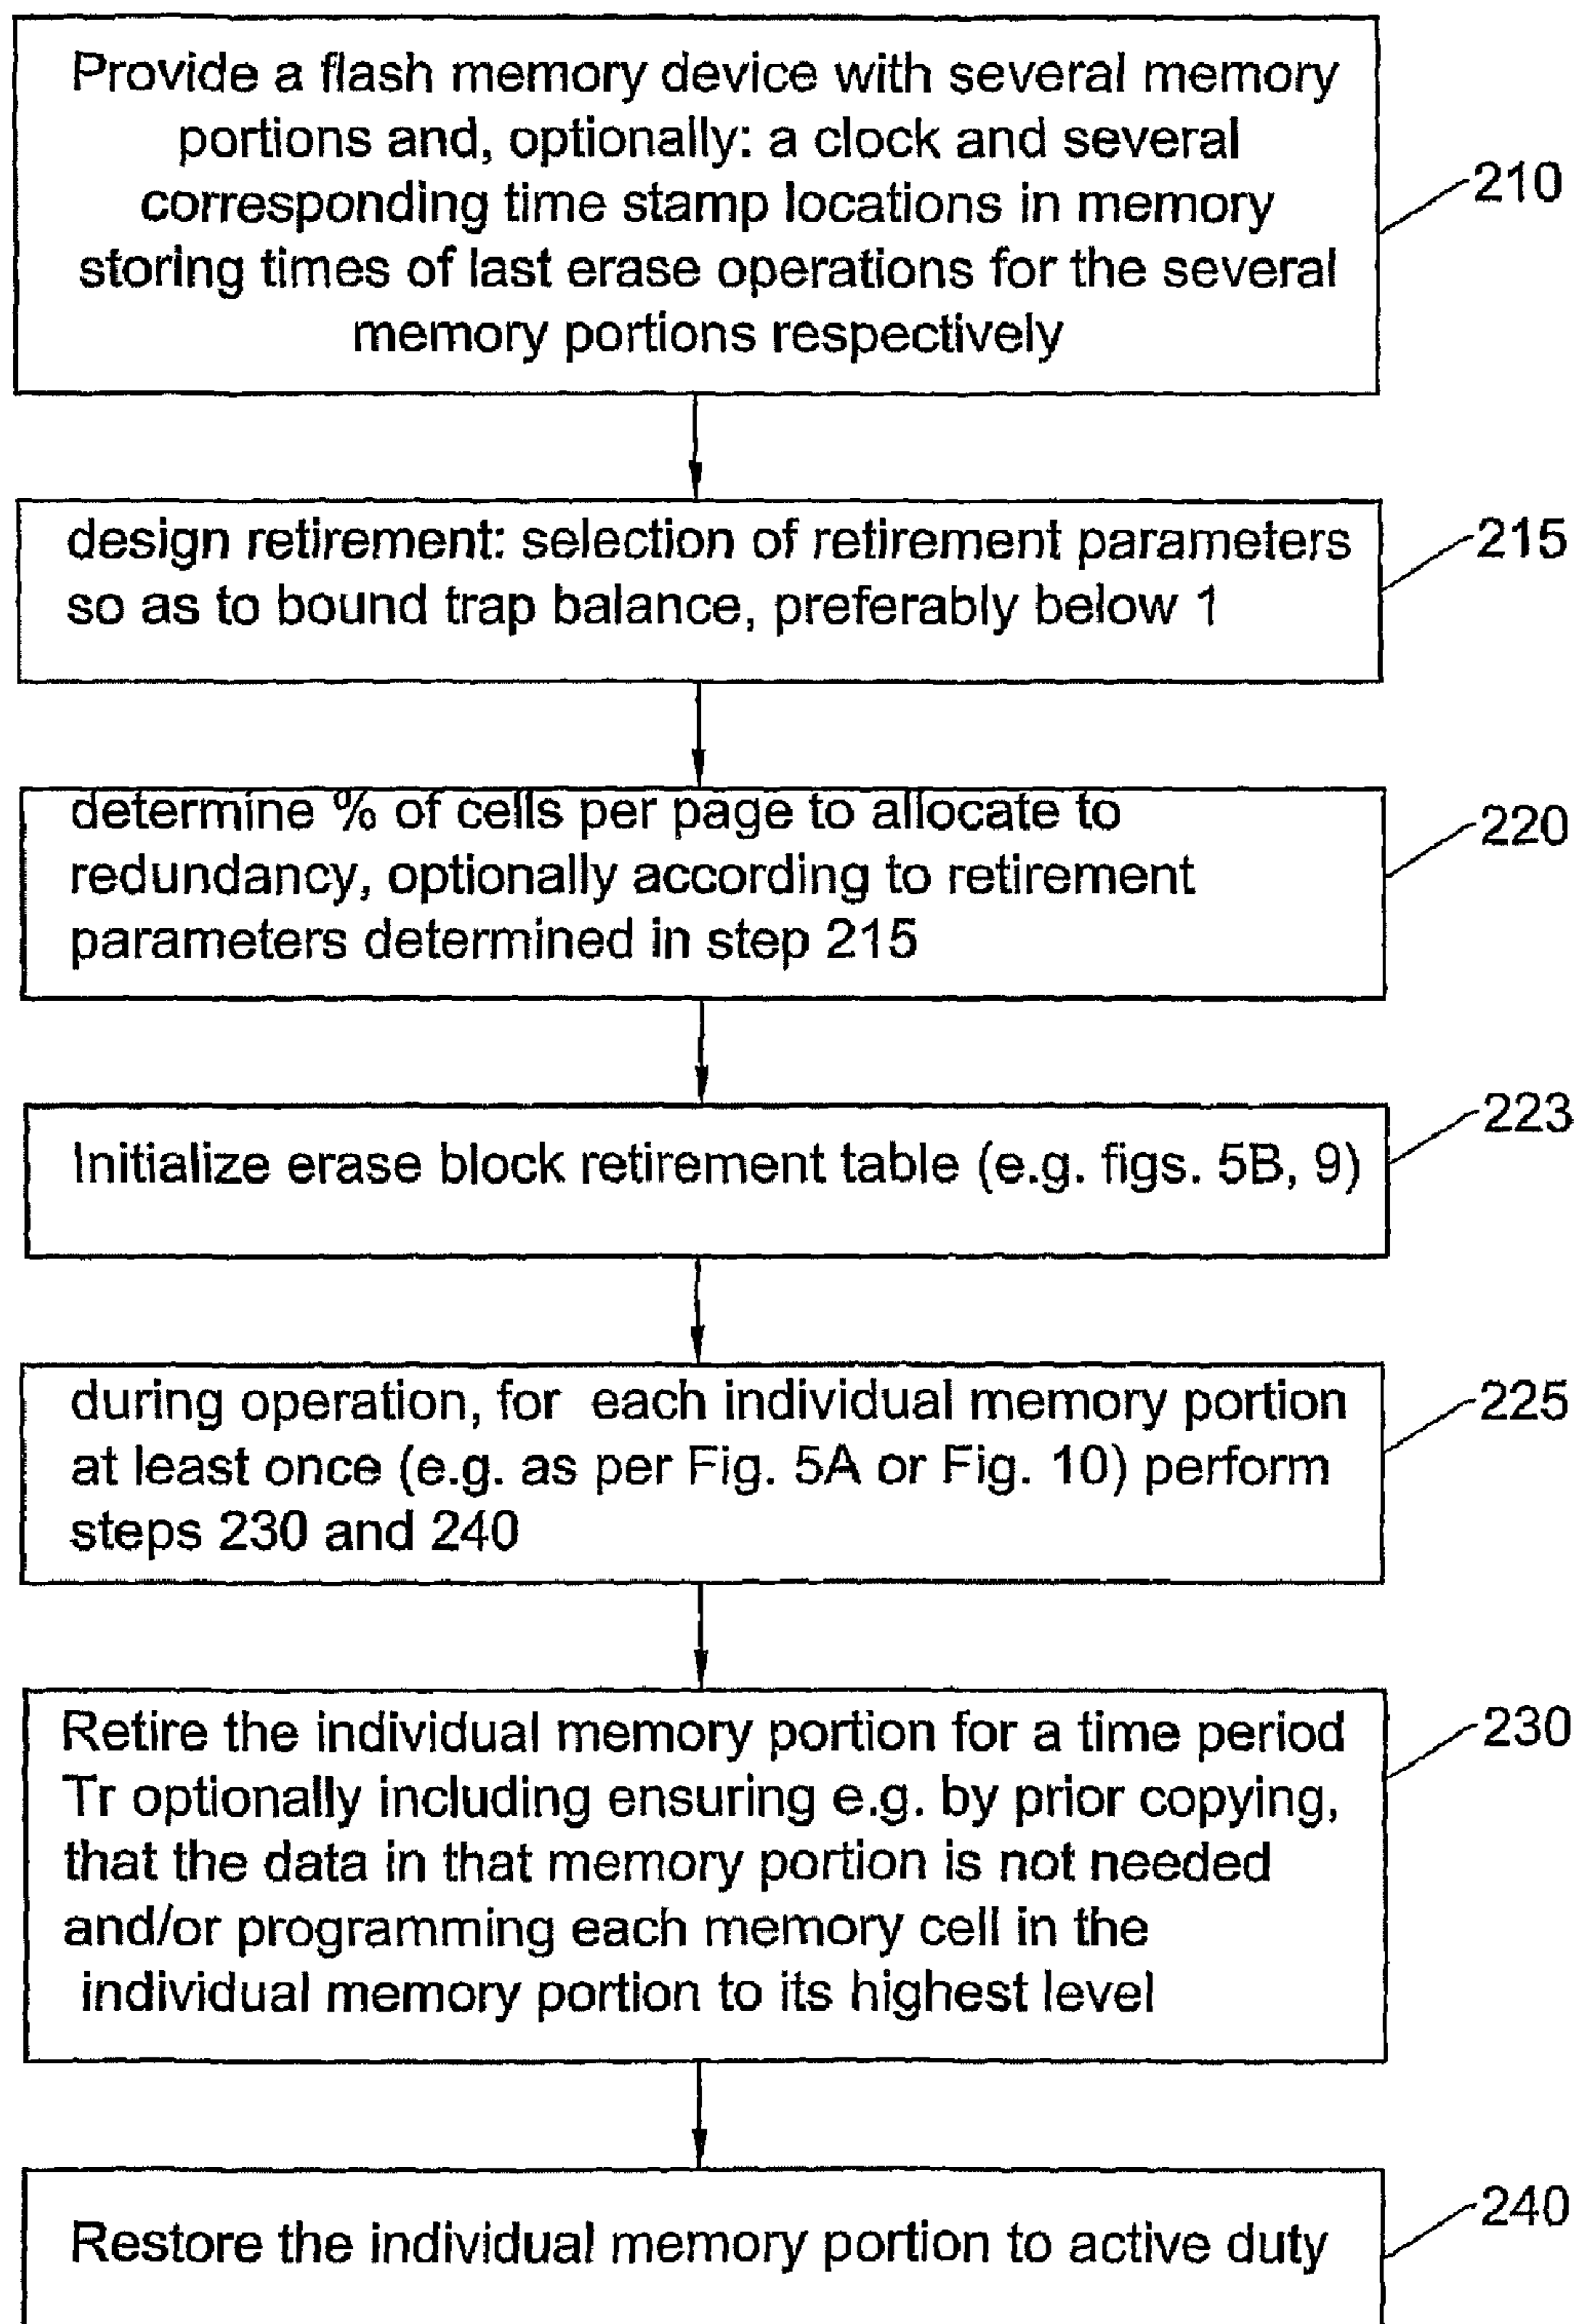 Provide a flash memory device with several memory
portions and, optionally: a clock and several
corresponding time stamp locations in memory
storing times of last erase operations for the several
memory portions respectively
210
design retirement: selection of retirement parameters
so as to bound trap balance, preferably below 1
215
determine % of cells per page to allocate to
redundancy, optionally according to retirement
parameters determined in step 215
220
Initialize erase block retirement table (e.g. figs. 5B, 9)
223
during operation, for each individual memory portion
at least once (e.g. as per Fig. 5A or Fig. 10) perform
steps 230 and 240
225
Retire the individual memory portion for a time period
Tr optionally including ensuring e.g. by prior copying,
that the data in that memory portion is not needed
and/or programming each memory cell in the
individual memory portion to its highest level
230
Restore the individual memory portion to active duty
240